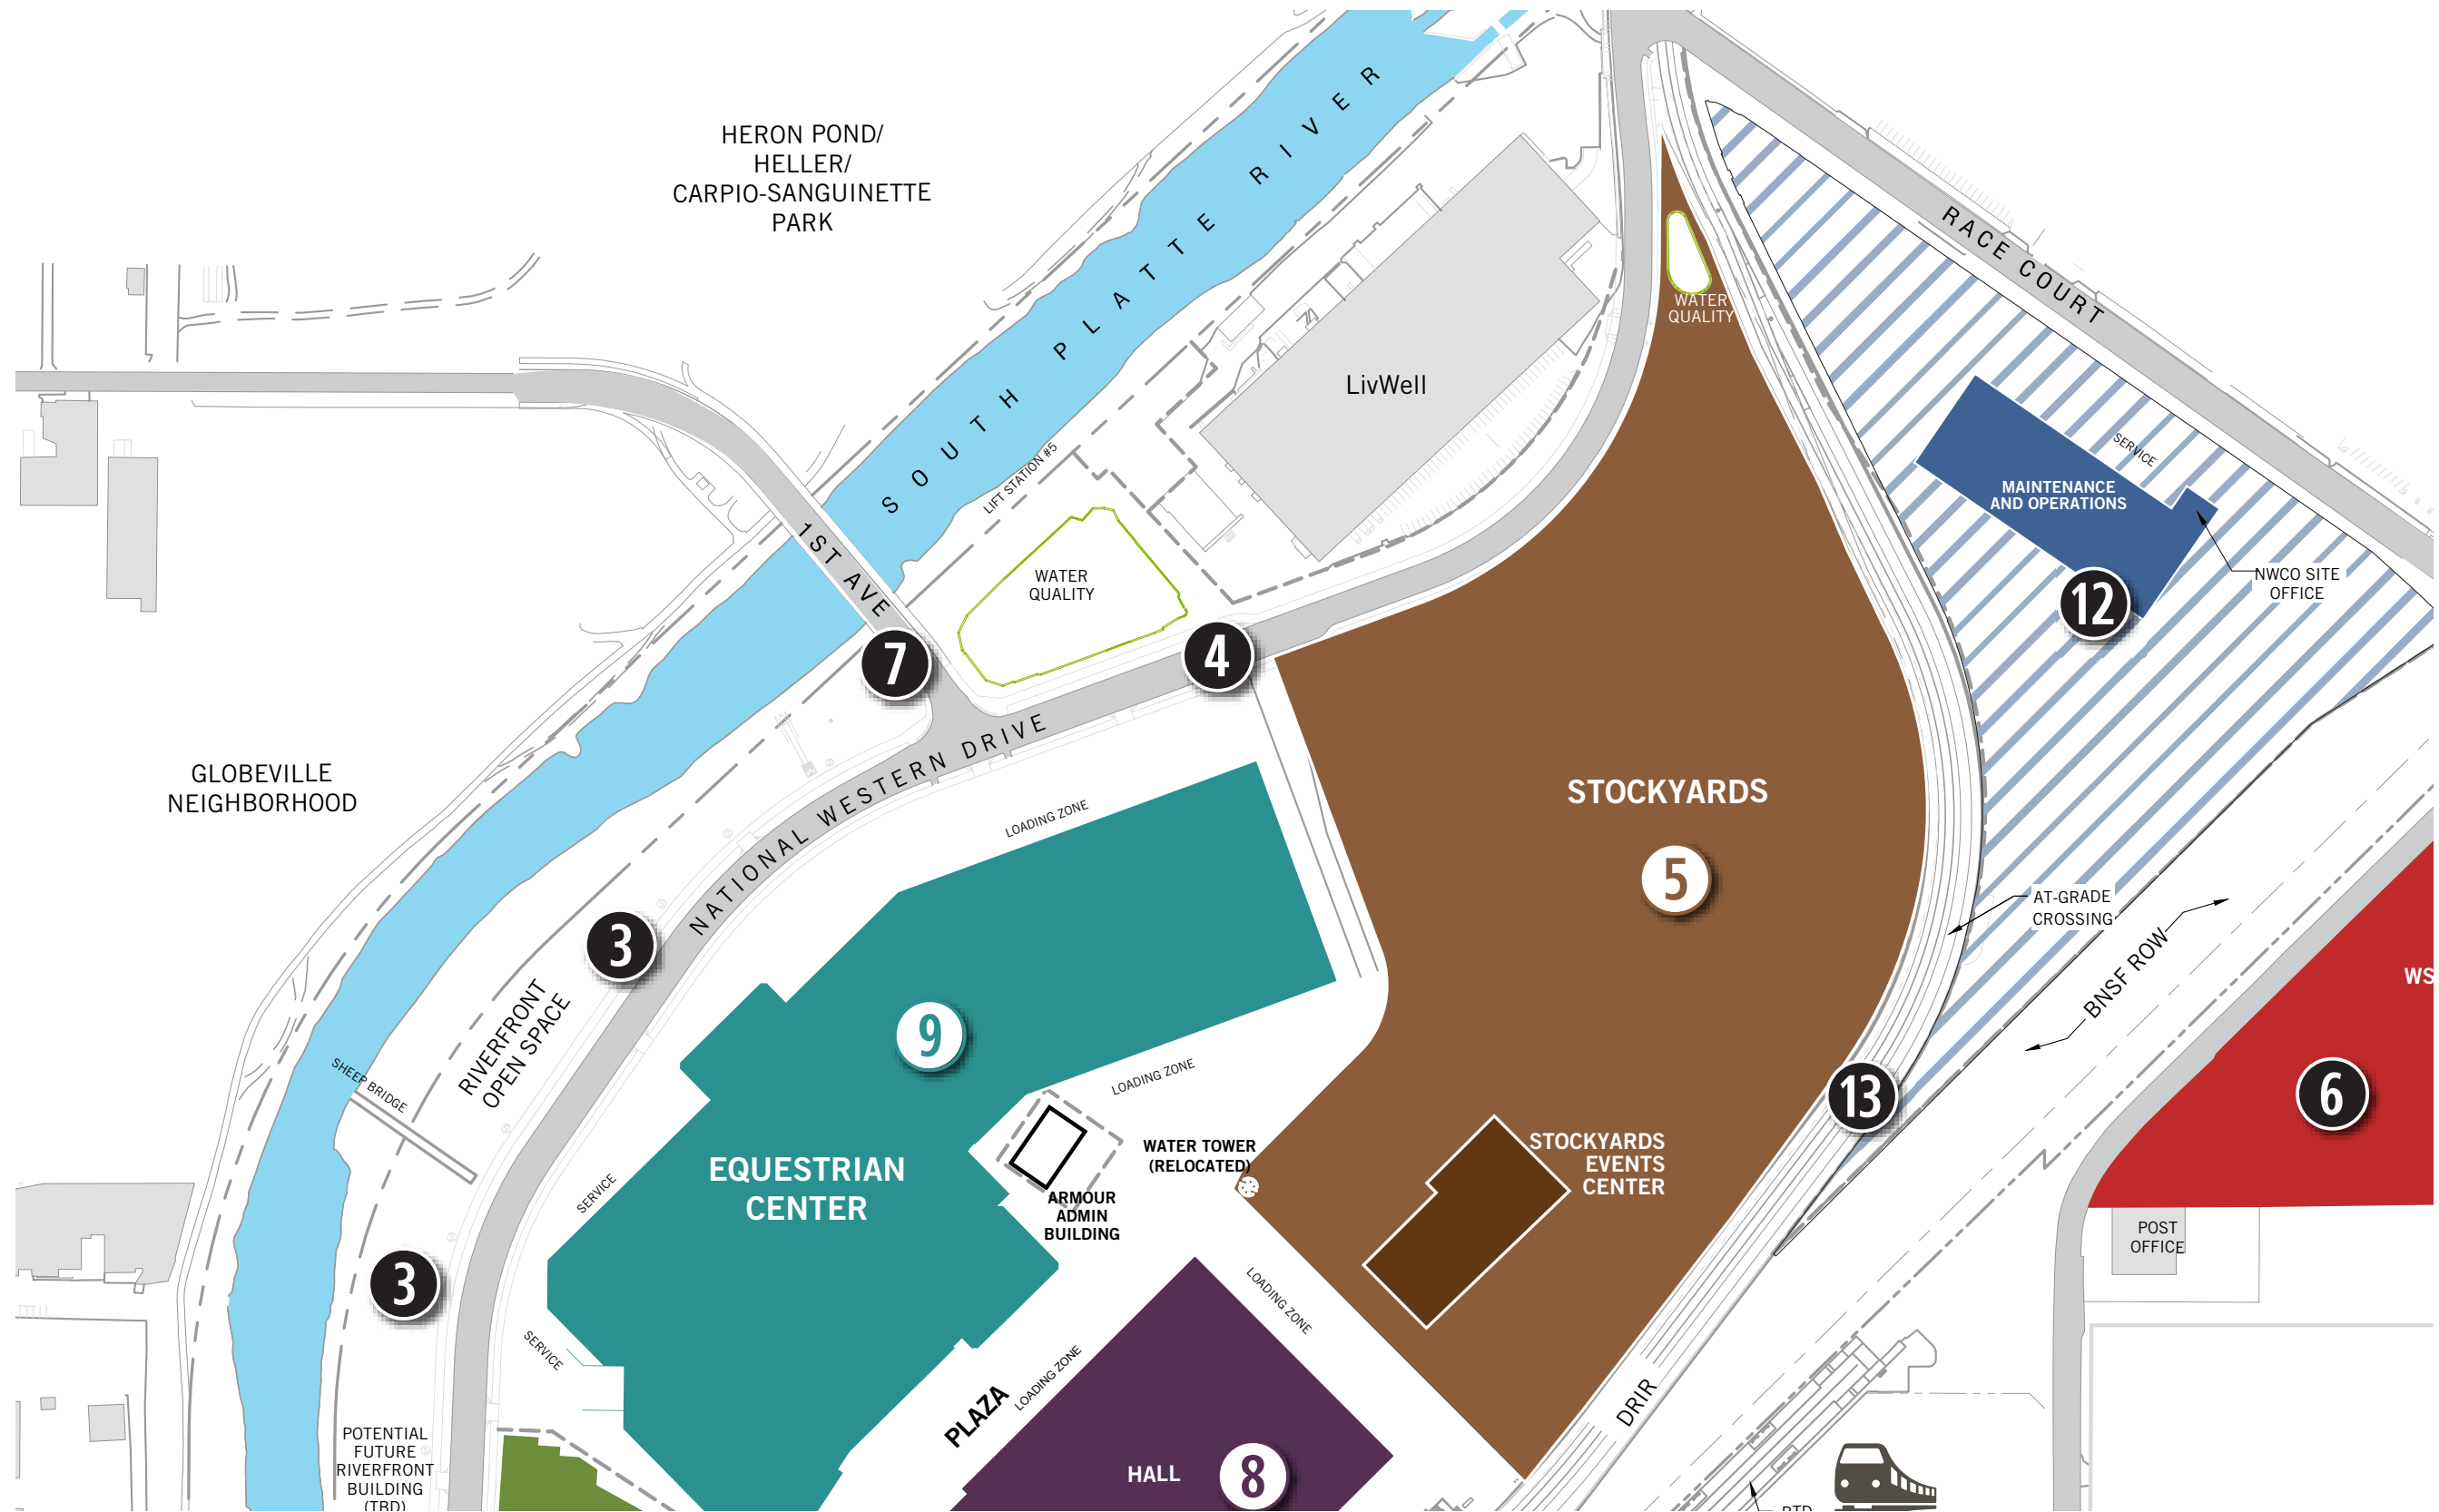 HERON POND/
HELLER/
CARPIO-SANGUINETTE
PARK
SOUTH PLATTE RIVER
RACE COURT
WATER
QUALITY
LivWell
LIFT STATION #5
SERVICE
MAINTENANCE
AND OPERATIONS
NWCO SITE
OFFICE
12
1ST AVE
WATER
QUALITY
7
4
NATIONAL WESTERN DRIVE
GLOBEVILLE
NEIGHBORHOOD
LOADING ZONE
STOCKYARDS
5
AT-GRADE
CROSSING
BNSF ROW
WS
3
9
RIVERFRONT
OPEN SPACE
SHEEP BRIDGE
LOADING ZONE
13
6
EQUESTRIAN
CENTER
SERVICE
WATER TOWER
(RELOCATED)
STOCKYARDS
EVENTS
CENTER
ARMOUR
ADMIN
BUILDING
POST
OFFICE
3
SERVICE
LOADING ZONE
LOADING ZONE
PLAZA
DRIR
POTENTIAL
FUTURE
RIVERFRONT
BUILDING
(TBD)
HALL
8
RTD